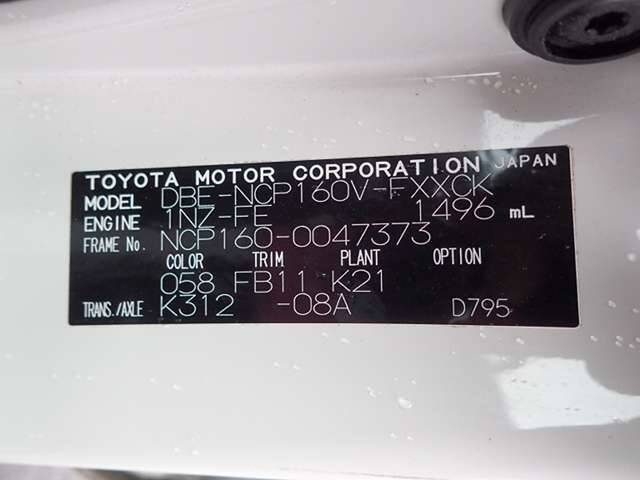 TOYOTA MOTOR CORPORATION JAPAN
MODEL DBE-NCP160V-FXXCK
ENGINE 1NZ-FE 1496 mL
FRAME No. NCP160-0047373
COLOR TRIM PLANT OPTION
058 FB11 K21
TRANS./AXLE K312 -08A D795